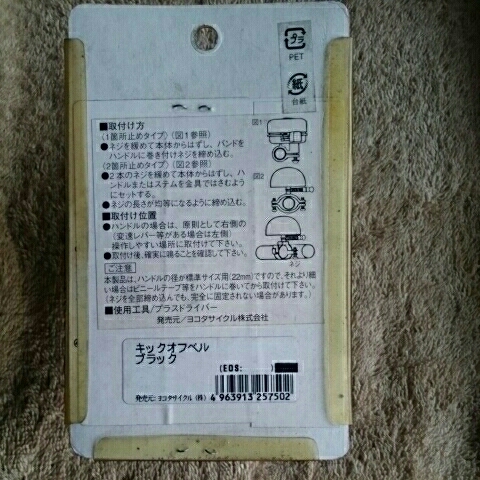 プラ
PET
紙
台紙
■取付け方
(1箇所止めタイプ)(図1参照)
●ネジを緩めて本体からはずし、バンドを
ハンドルに巻き付けネジを締め込む。
(2箇所止めタイプ)(図2参照)
●2本のネジを緩めて本体からはずし、ハ
ンドルまたはステムを金具ではさむよう
にセットする。
●ネジの長さが均等になるように締め込む。
■取付け位置
●ハンドルの場合は、原則として右側の
(変速レバー等がある場合は左側)
操作しやすい場所に取付けて下さい。
●取付け後、確実に鳴ることを確認下さい。
図1
図2
ネジ
ご注意
本製品は、ハンドルの径が標準サイズ用(22mm)ですので、それより細
い場合はビニールテープ等をハンドルに巻いてから取付けて下さい。
(ネジを全部締め込んでも、完全に固定されない場合があります。)
■使用工具/プラスドライバー
発売元/ヨコタサイクル株式会社
キックオフベル
ブラック
(EOS: )
発売元:ヨコタサイクル(株) 4 963913 257502